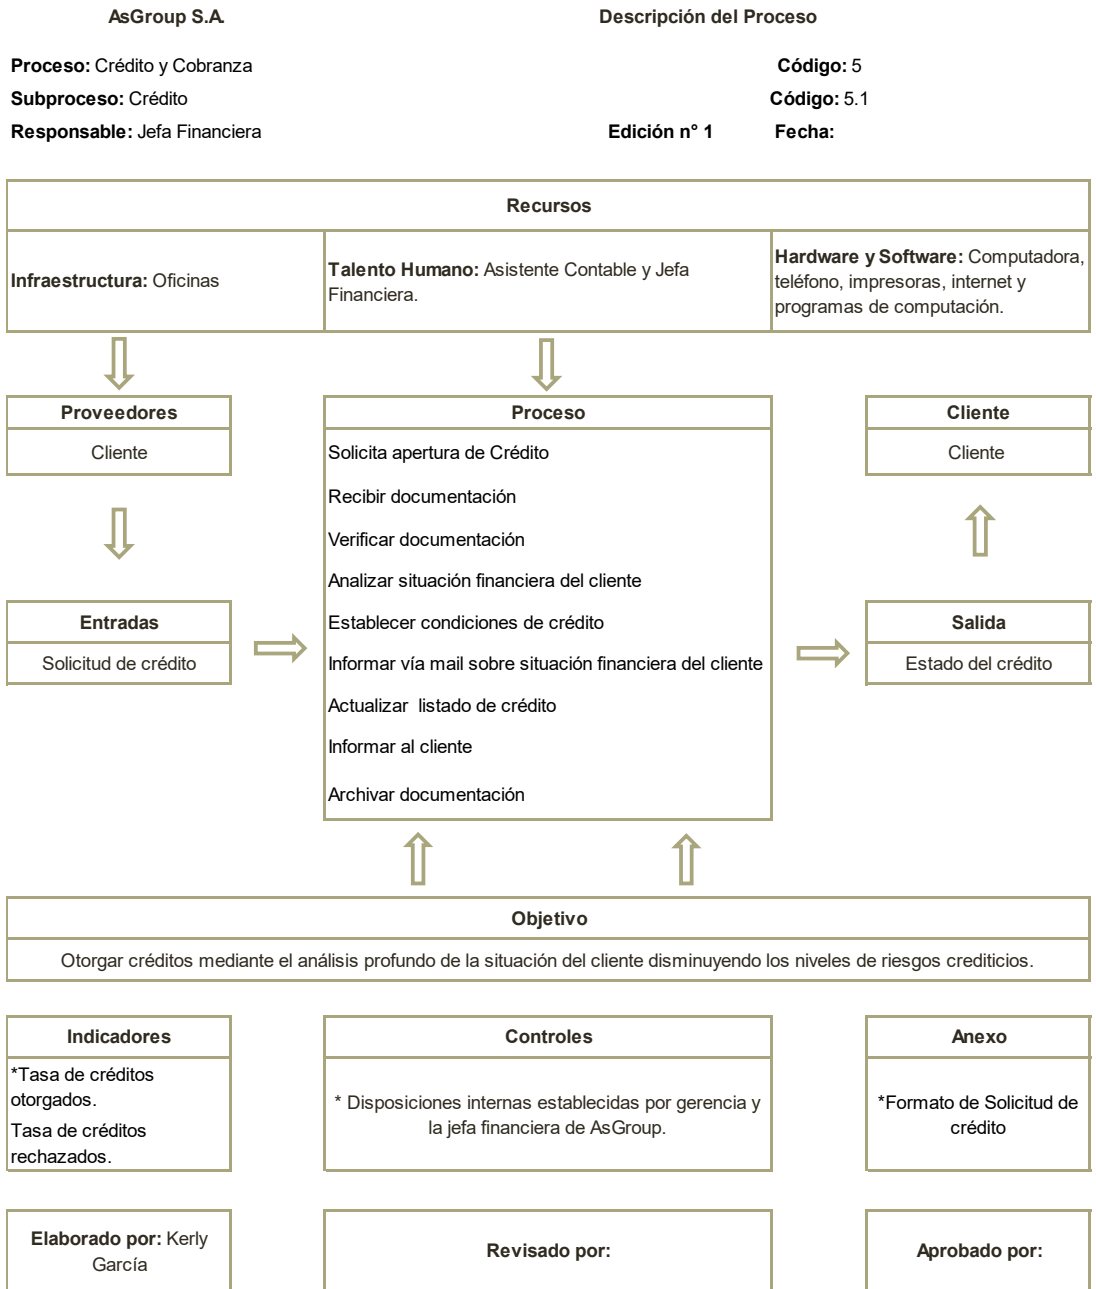 AsGroup S.A.
Descripción del Proceso
Proceso: Crédito y Cobranza
Código: 5
Subproceso: Crédito
Código: 5.1
Responsable: Jefa Financiera
Edición n° 1
Fecha:
Recursos
Infraestructura: Oficinas
Talento Humano: Asistente Contable y Jefa
Financiera.
Hardware y Software: Computadora,
teléfono, impresoras, internet y
programas de computación.
Proveedores
Cliente
Proceso
Solicita apertura de Crédito
Recibir documentación
Verificar documentación
Analizar situación financiera del cliente
Establecer condiciones de crédito
Informar vía mail sobre situación financiera del cliente
Actualizar  listado de crédito
Informar al cliente
Archivar documentación
Cliente
Cliente
Entradas
Solicitud de crédito
Salida
Estado del crédito
Objetivo
Otorgar créditos mediante el análisis profundo de la situación del cliente disminuyendo los niveles de riesgos crediticios.
Indicadores
*Tasa de créditos
otorgados.
Tasa de créditos
rechazados.
Controles
* Disposiciones internas establecidas por gerencia y
la jefa financiera de AsGroup.
Anexo
*Formato de Solicitud de
crédito
Elaborado por: Kerly
García
Revisado por:
Aprobado por: